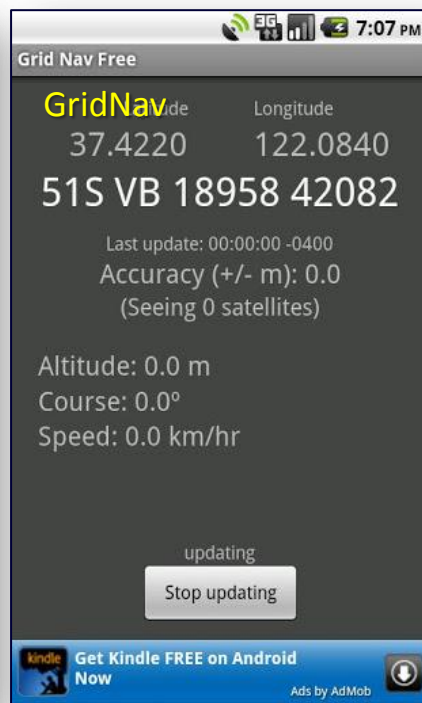 3G 7:07 PM
Grid Nav Free
GridNav
Longitude
37.4220 122.0840
51S VB 18958 42082
Last update: 00:00:00 -0400
Accuracy (+/- m): 0.0
(Seeing 0 satellites)
Altitude: 0.0 m
Course: 0.0º
Speed: 0.0 km/hr
updating
Stop updating
kindle
Get Kindle FREE on Android
Now
Ads by AdMob